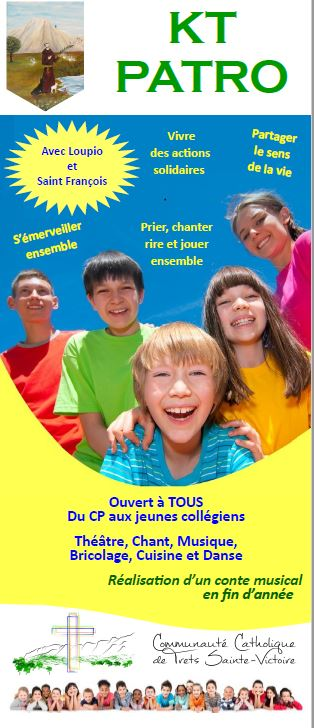 KT
PATRO
Avec Loupio
et
Saint François
Vivre
des actions
solidaires
Partager
le sens
de la vie
S'émerveiller
ensemble
Prier, chanter
rire et jouer
ensemble
Ouvert à TOUS
Du CP aux jeunes collégiens
Théâtre, Chant, Musique,
Bricolage, Cuisine et Danse
Réalisation d'un conte musical
en fin d'année
Communauté Catholique
de Trets Sainte-Victoire